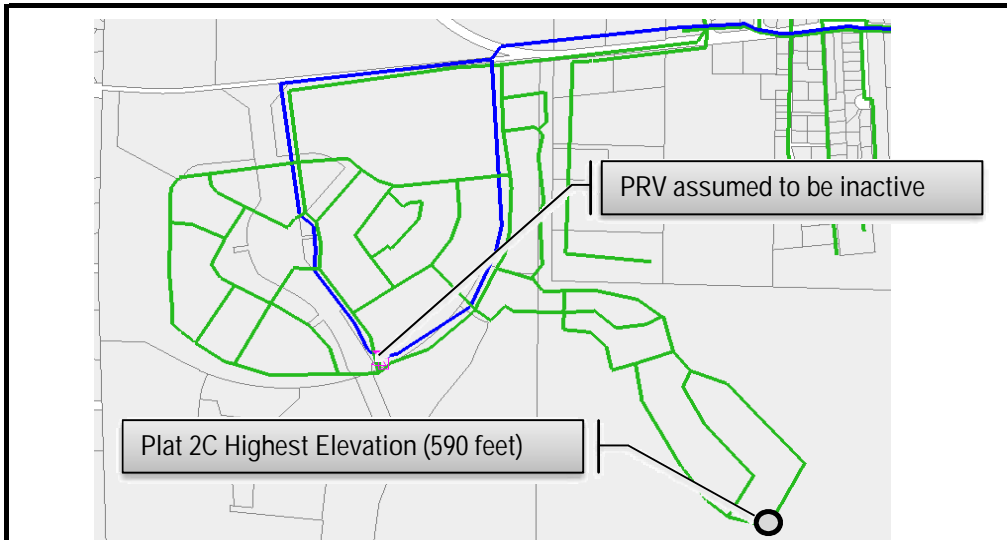 PRV assumed to be inactive
Plat 2C Highest Elevation (590 feet)